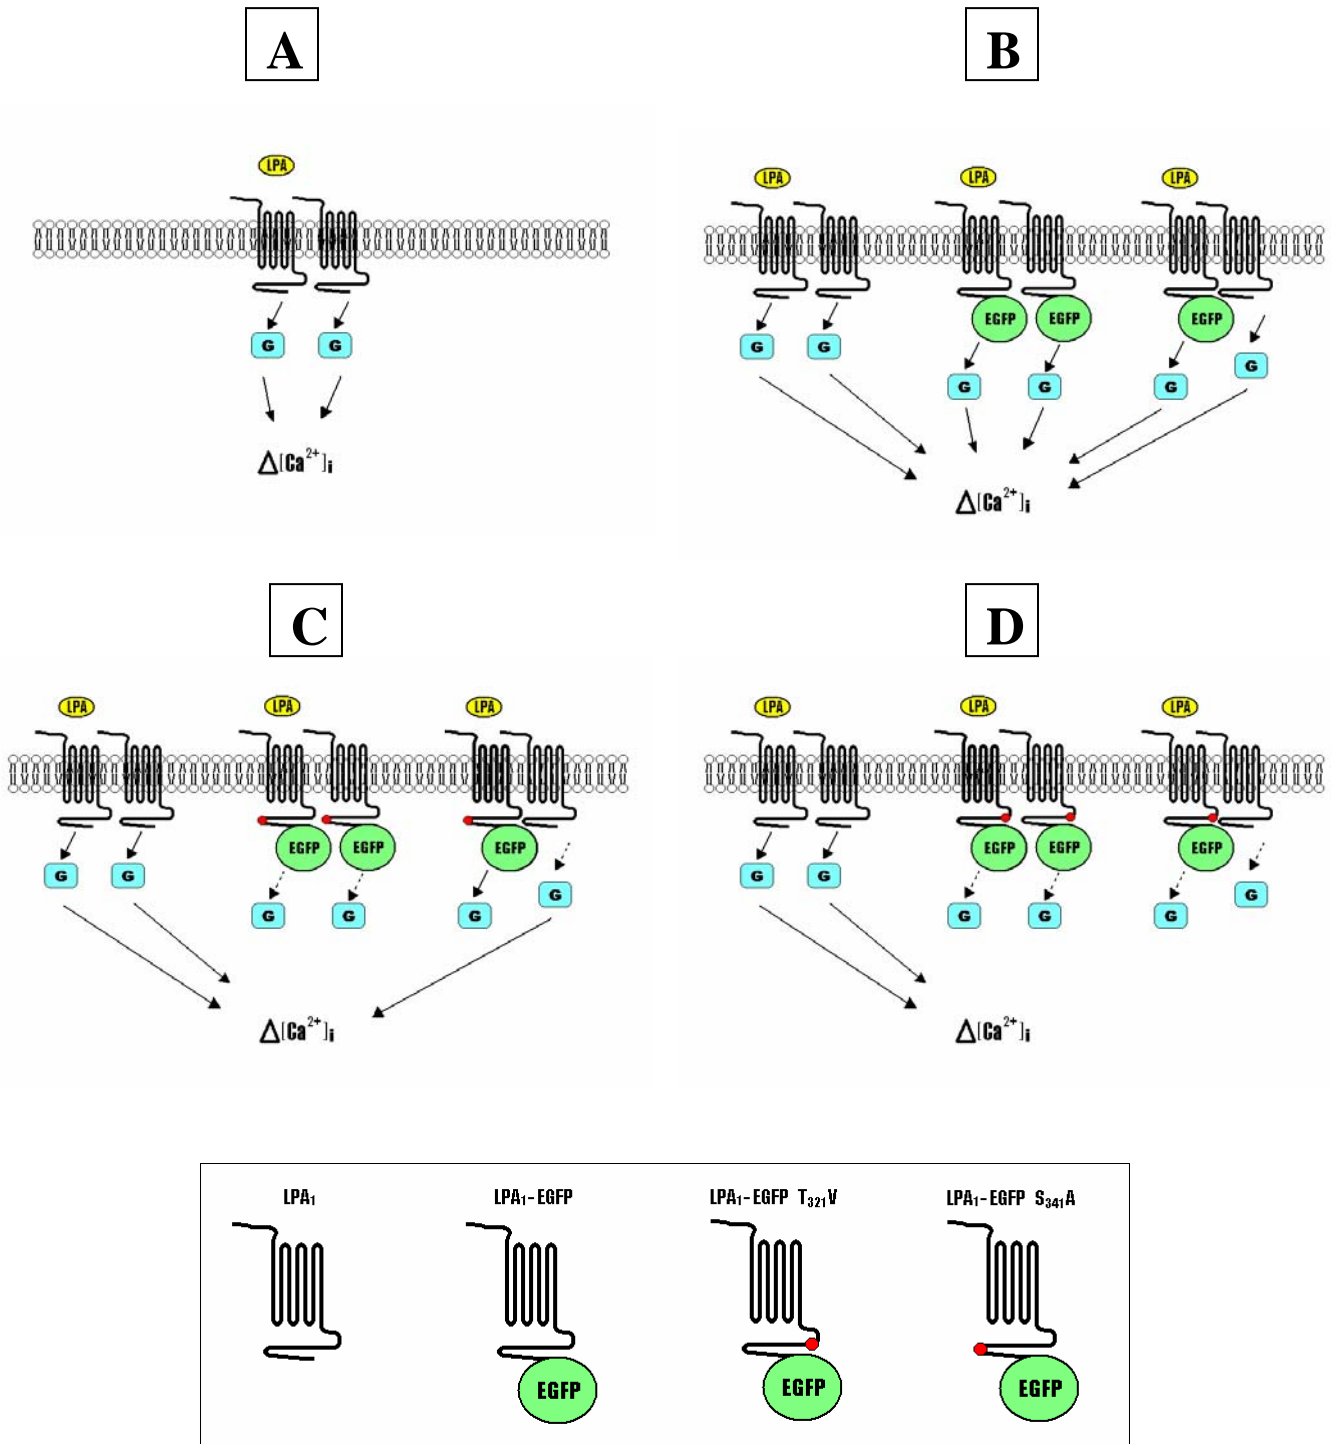 A
B
LPA
G G
Δ[Ca²⁺]i
LPA LPA LPA
EGFP EGFP EGFP
G G G G G G
Δ[Ca²⁺]i
C
D
LPA LPA LPA
EGFP EGFP EGFP
G G G G G G
Δ[Ca²⁺]i
LPA LPA LPA
EGFP EGFP EGFP
G G G G G G
Δ[Ca²⁺]i
LPA₁ LPA₁-EGFP LPA₁-EGFP T₃₂₁V LPA₁-EGFP S₃₄₁A
EGFP EGFP EGFP